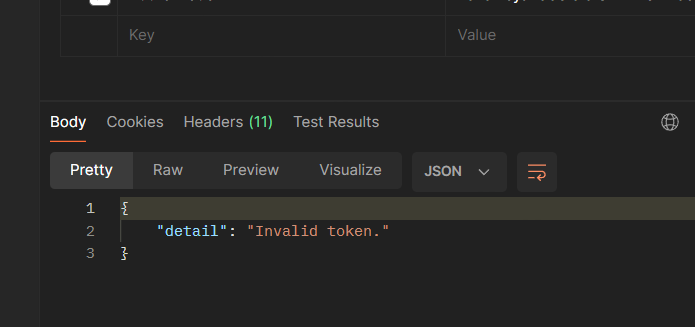 Key Value
Body Cookies Headers (11) Test Results
Pretty Raw Preview Visualize JSON
1 {
2 "detail": "Invalid token."
3 }